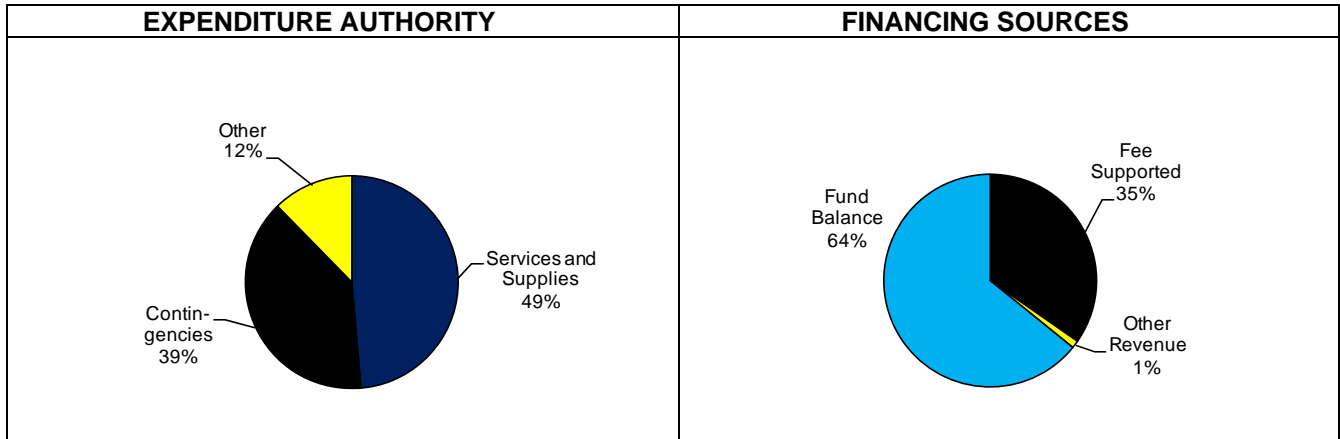 EXPENDITURE AUTHORITY
Other
12%
Services and
Supplies
49%
Contin-
gencies
39%
FINANCING SOURCES
Fee
Supported
35%
Fund
Balance
64%
Other
Revenue
1%